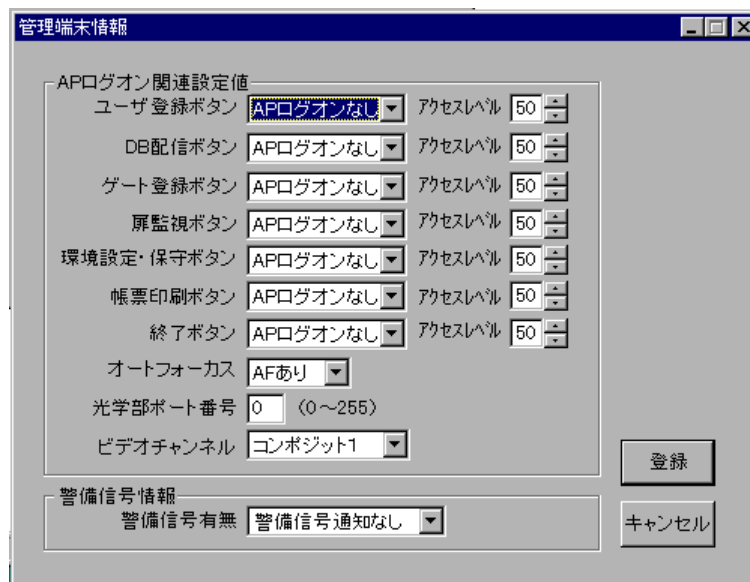 管理端末情報
APログオン関連設定値
ユーザ登録ボタン APログオンなし アクセスレベル 50
DB配信ボタン APログオンなし アクセスレベル 50
ゲート登録ボタン APログオンなし アクセスレベル 50
扉監視ボタン APログオンなし アクセスレベル 50
環境設定・保守ボタン APログオンなし アクセスレベル 50
帳票印刷ボタン APログオンなし アクセスレベル 50
終了ボタン APログオンなし アクセスレベル 50
オートフォーカス AFあり
光学部ポート番号 0 (0～255)
ビデオチャンネル コンポジット1
登録
警備信号情報
警備信号有無 警備信号通知なし
キャンセル